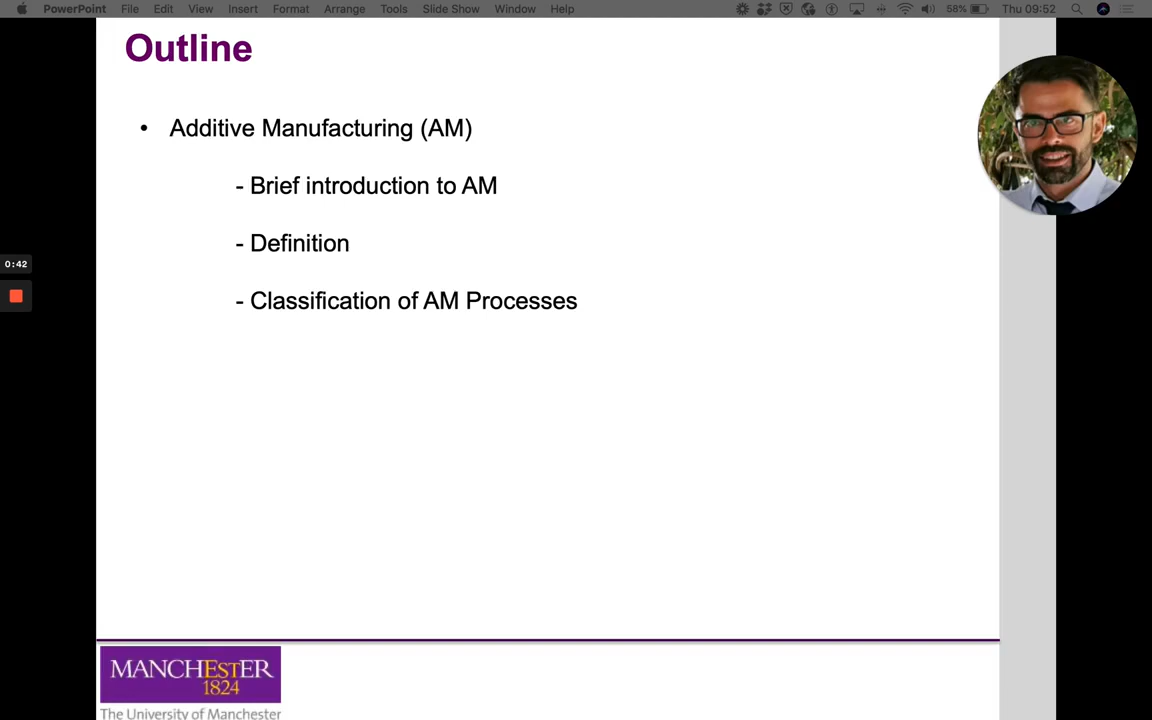 PowerPoint File Edit View Insert Format Arrange Tools Slide Show Window Help 58% Thu 09:52
Outline
• Additive Manufacturing (AM)
- Brief introduction to AM
- Definition
0:42
- Classification of AM Processes
MANCHESTER
1824
The University of Manchester